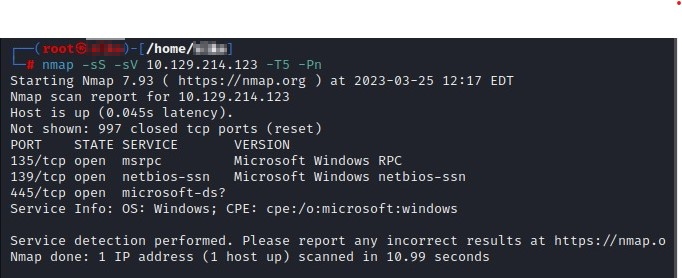 (root㉿)-[/home/]
# nmap -sS -sV 10.129.214.123 -T5 -Pn
Starting Nmap 7.93 ( https://nmap.org ) at 2023-03-25 12:17 EDT
Nmap scan report for 10.129.214.123
Host is up (0.045s latency).
Not shown: 997 closed tcp ports (reset)
PORT    STATE SERVICE       VERSION
135/tcp open  msrpc         Microsoft Windows RPC
139/tcp open  netbios-ssn   Microsoft Windows netbios-ssn
445/tcp open  microsoft-ds?
Service Info: OS: Windows; CPE: cpe:/o:microsoft:windows
Service detection performed. Please report any incorrect results at https://nmap.o
Nmap done: 1 IP address (1 host up) scanned in 10.99 seconds